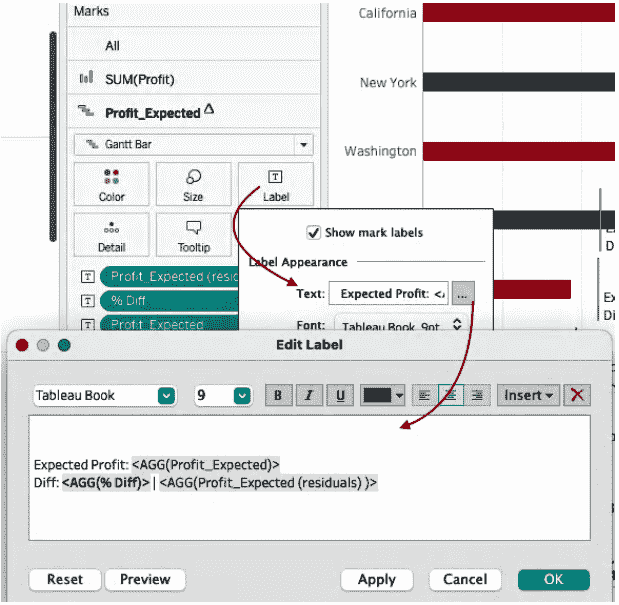 Marks
All
SUM(Profit)
Profit_Expected Δ
Gantt Bar
Color
Size
Label
Detail
Tooltip
Profit_Expected (resid
% Diff
Profit_Expected
California
New York
Washington
E
D
Ex
Di
Show mark labels
Label Appearance
Text: Expected Profit: <A ...
Font: Tableau Book, 9pt
Edit Label
Tableau Book 9 B I U Insert
Expected Profit: <AGG(Profit_Expected)>
Diff: <AGG(% Diff)> | <AGG(Profit_Expected (residuals) )>
Reset Preview Apply Cancel OK